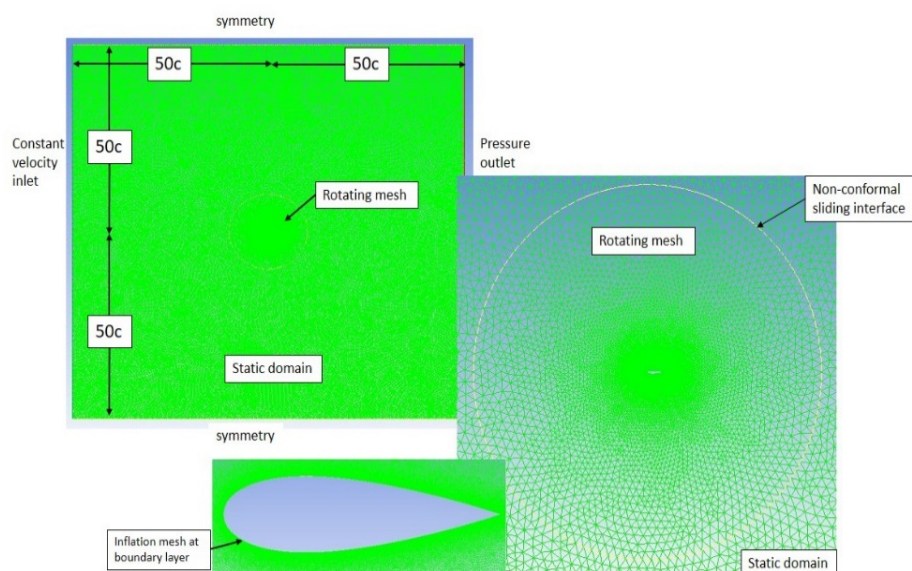 symmetry
50c
50c
Constant
velocity
inlet
50c
Pressure
outlet
Rotating mesh
Non-conformal
sliding interface
Rotating mesh
50c
Static domain
symmetry
Inflation mesh at
boundary layer
Static domain